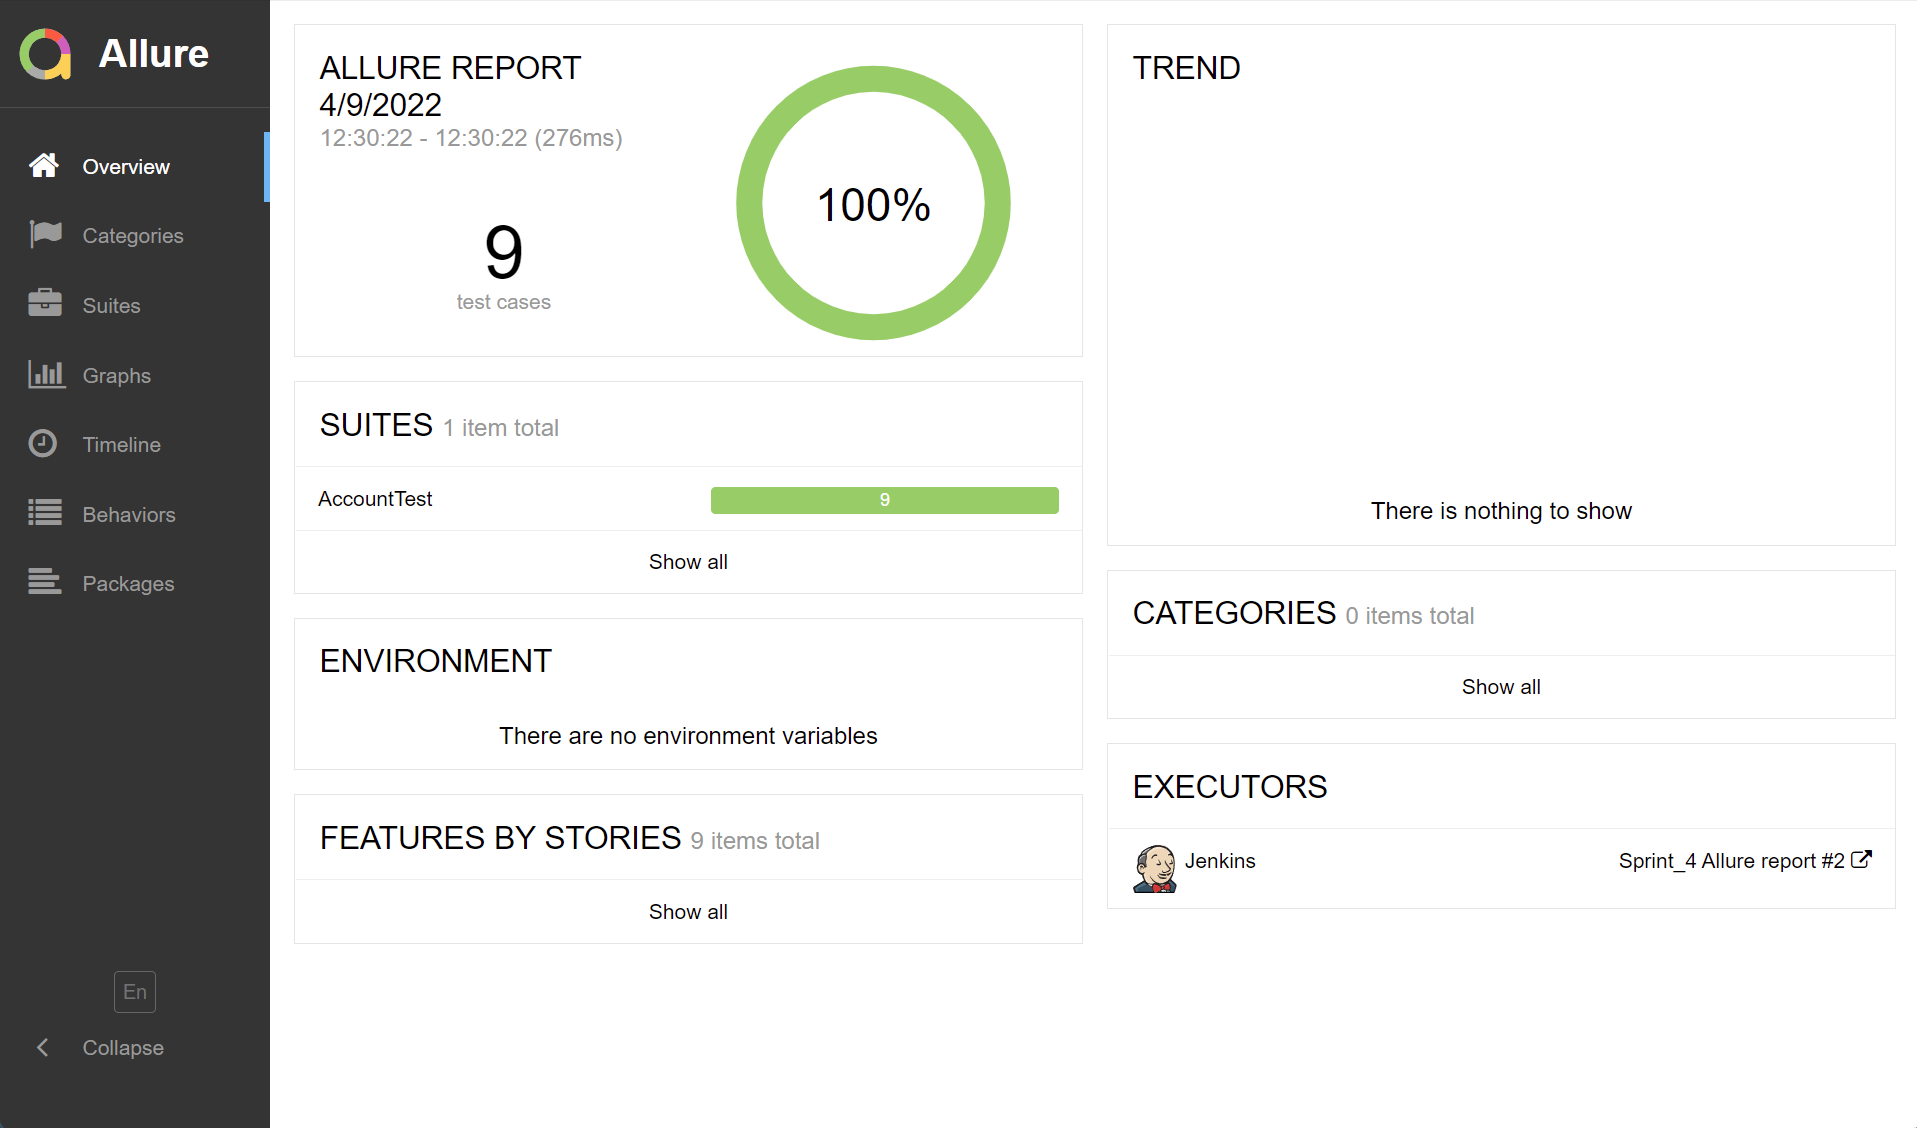 Allure
Overview
Categories
Suites
Graphs
Timeline
Behaviors
Packages
En
Collapse
ALLURE REPORT
4/9/2022
12:30:22 - 12:30:22 (276ms)
9
test cases
100%
SUITES 1 item total
AccountTest 9
Show all
ENVIRONMENT
There are no environment variables
FEATURES BY STORIES 9 items total
Show all
TREND
There is nothing to show
CATEGORIES 0 items total
Show all
EXECUTORS
Jenkins Sprint_4 Allure report #2